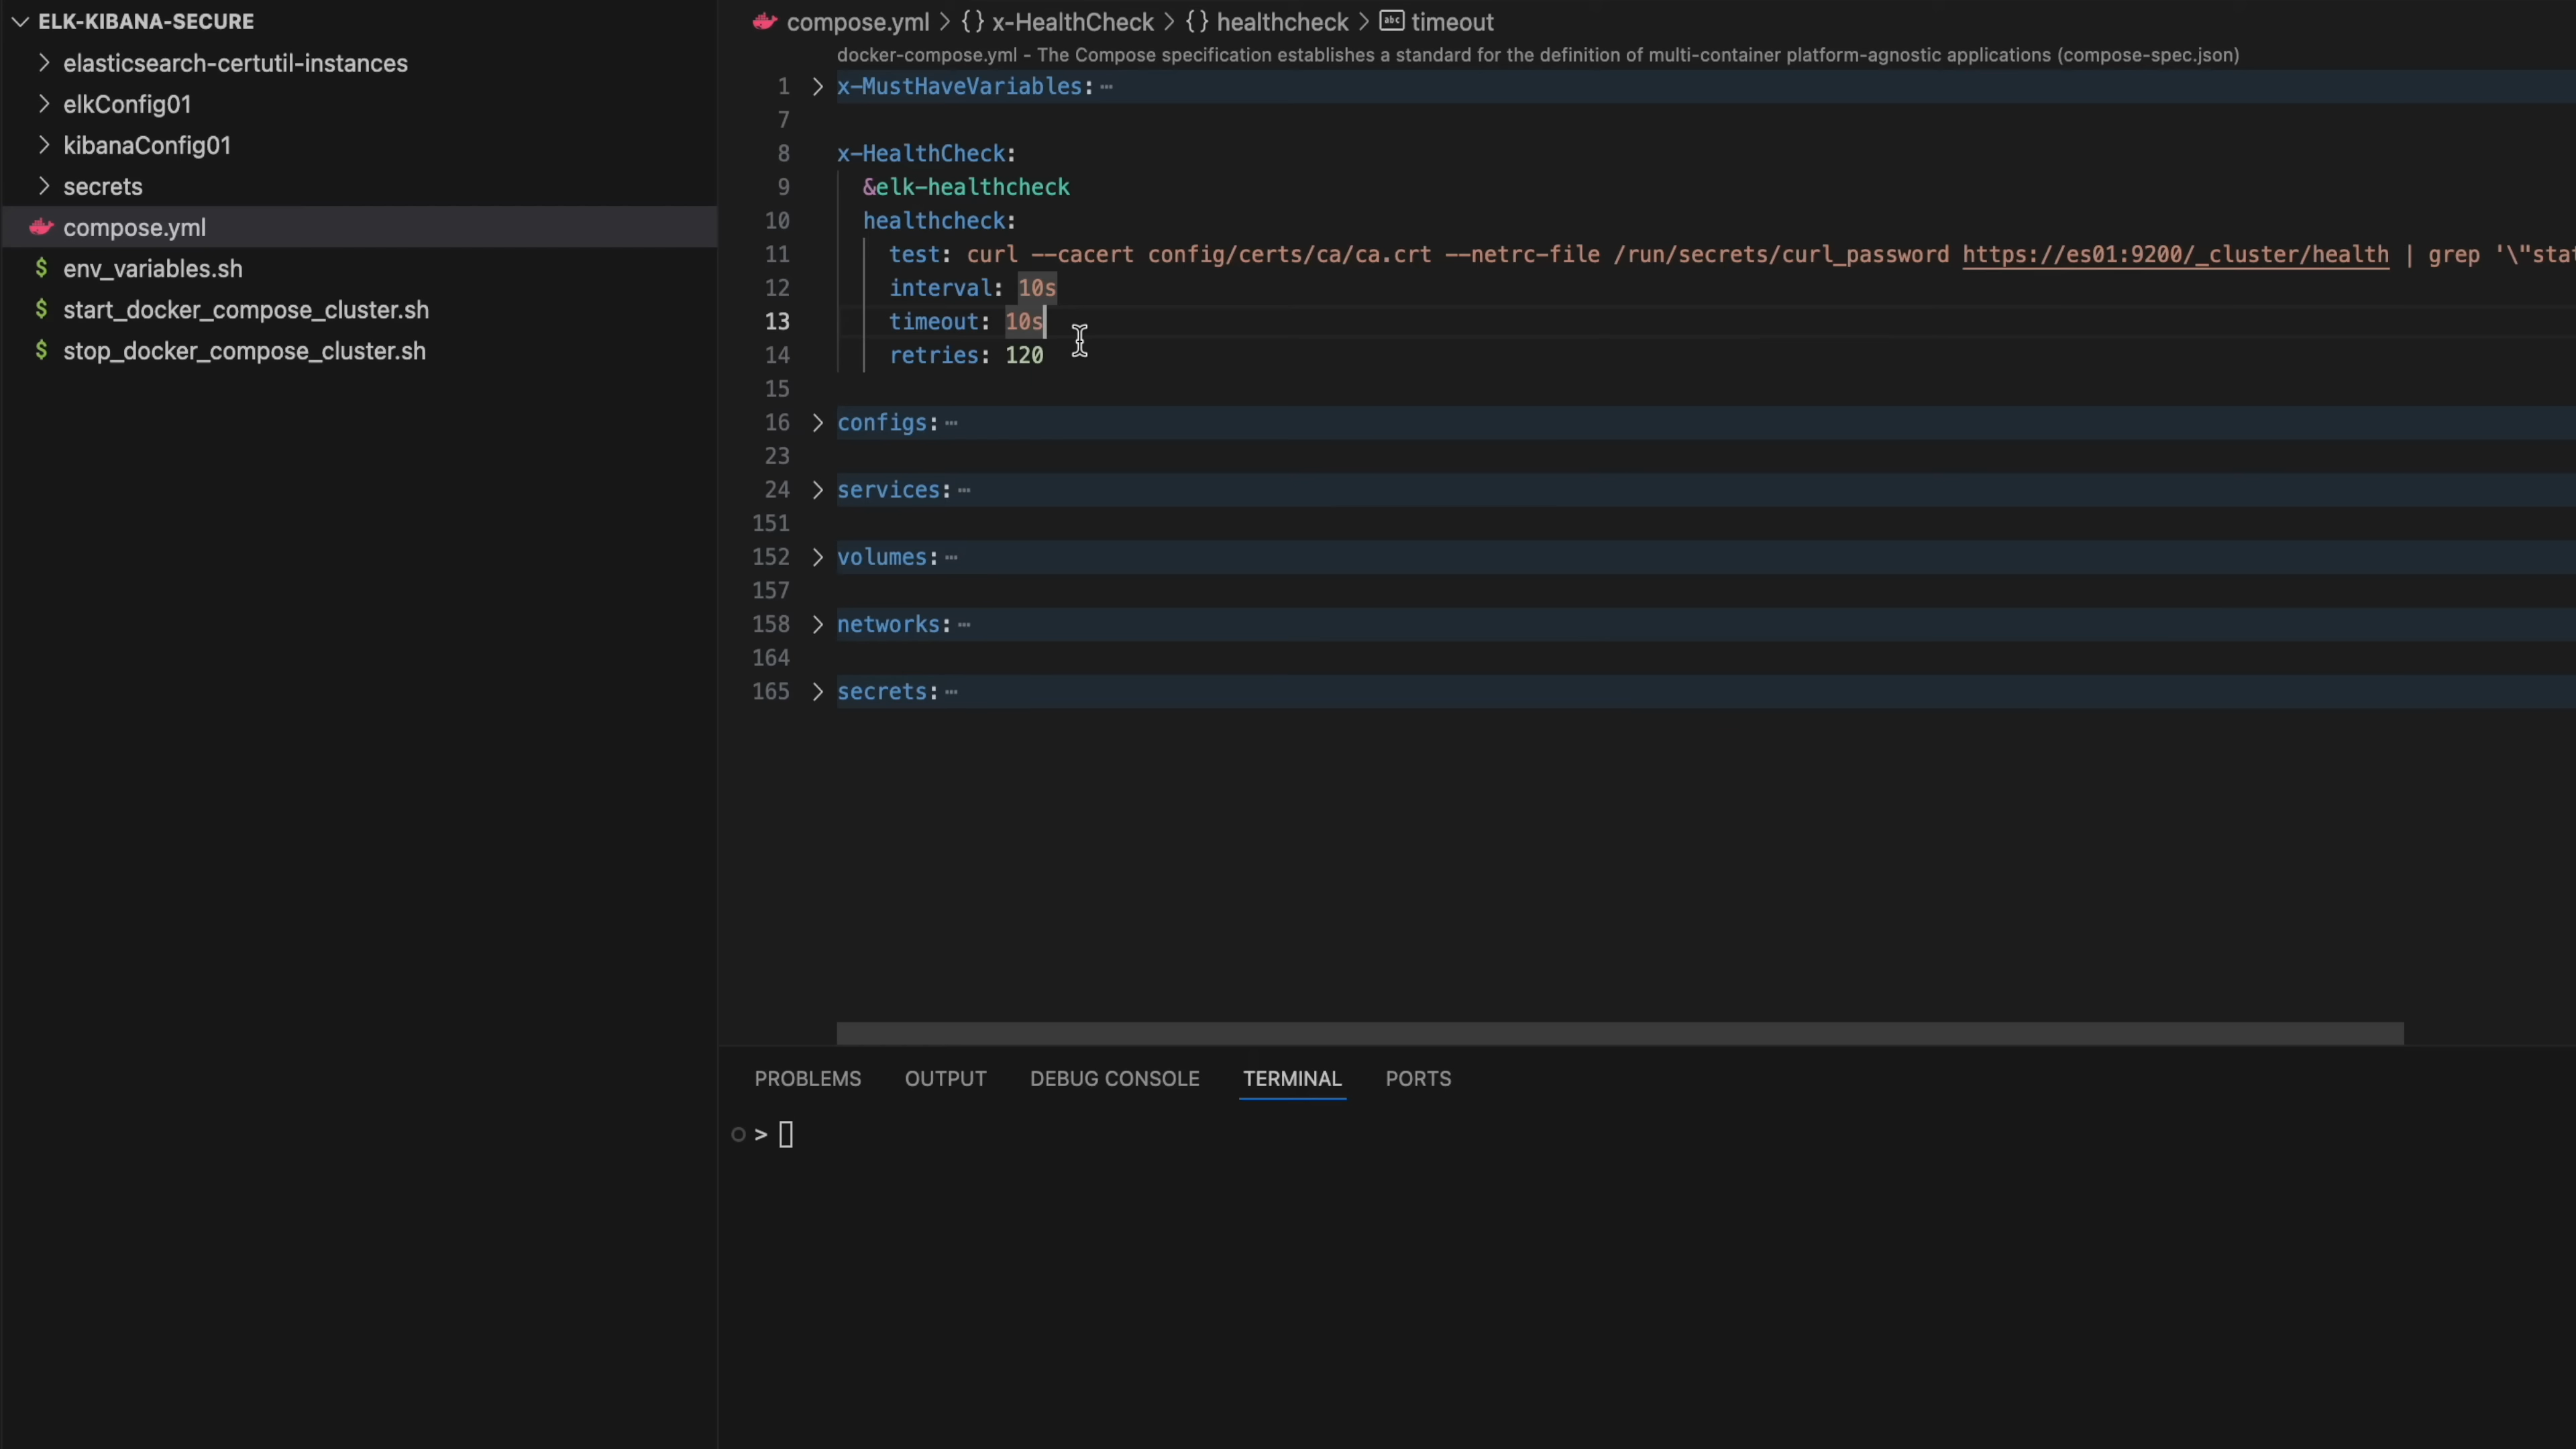 ELK-KIBANA-SECURE
elasticsearch-certutil-instances
elkConfig01
kibanaConfig01
secrets
compose.yml
$ env_variables.sh
$ start_docker_compose_cluster.sh
$ stop_docker_compose_cluster.sh
compose.yml > {} x-HealthCheck > {} healthcheck > abc timeout
docker-compose.yml - The Compose specification establishes a standard for the definition of multi-container platform-agnostic applications (compose-spec.json)
1 > x-MustHaveVariables: ⋯
7
8 x-HealthCheck:
9 &elk-healthcheck
10 healthcheck:
11 test: curl --cacert config/certs/ca/ca.crt --netrc-file /run/secrets/curl_password https://es01:9200/_cluster/health | grep '\"stat
12 interval: 10s
13 timeout: 10s
14 retries: 120
15
16 > configs: ⋯
23
24 > services: ⋯
151
152 > volumes: ⋯
157
158 > networks: ⋯
164
165 > secrets: ⋯
PROBLEMS OUTPUT DEBUG CONSOLE TERMINAL PORTS
>